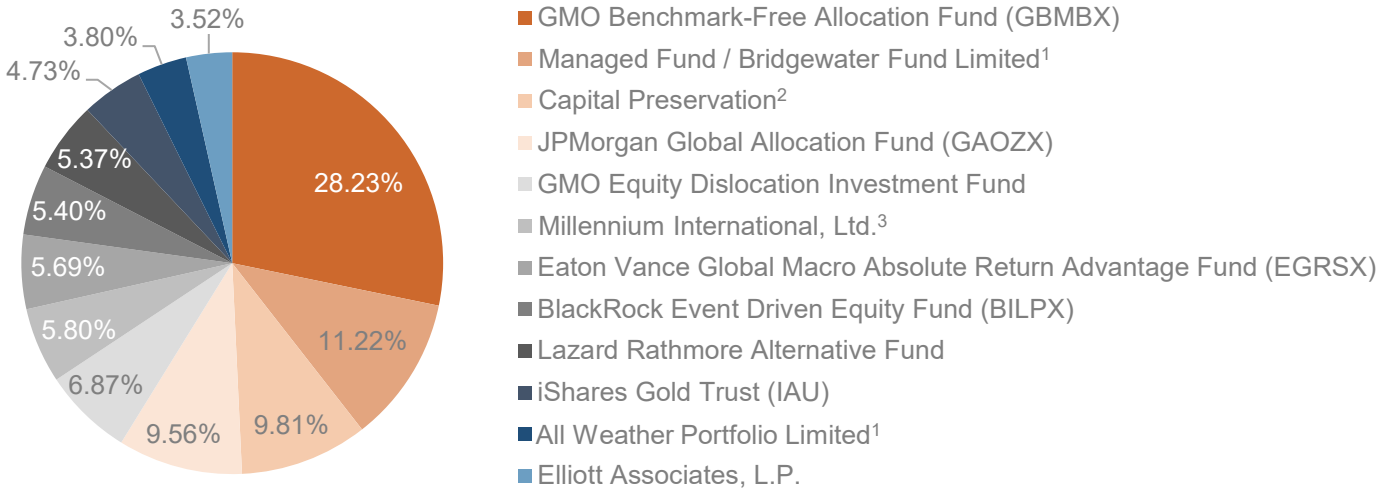 3.52%
3.80%
4.73%
28.23%
5.37%
5.40%
5.69%
5.80%
11.22%
6.87%
9.56%
9.81%
GMO Benchmark-Free Allocation Fund (GBMBX)
Managed Fund / Bridgewater Fund Limited¹
Capital Preservation²
JPMorgan Global Allocation Fund (GAOZX)
GMO Equity Dislocation Investment Fund
Millennium International, Ltd.³
Eaton Vance Global Macro Absolute Return Advantage Fund (EGRSX)
BlackRock Event Driven Equity Fund (BILPX)
Lazard Rathmore Alternative Fund
iShares Gold Trust (IAU)
All Weather Portfolio Limited¹
Elliott Associates, L.P.